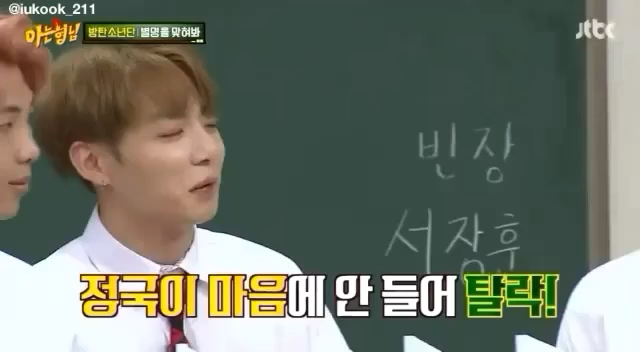 @iukook_211
아는형님
방탄소년단 별명을 맞혀봐
jtbc
빈장
서장훈
정국이 마음에 안 들어 탈락!